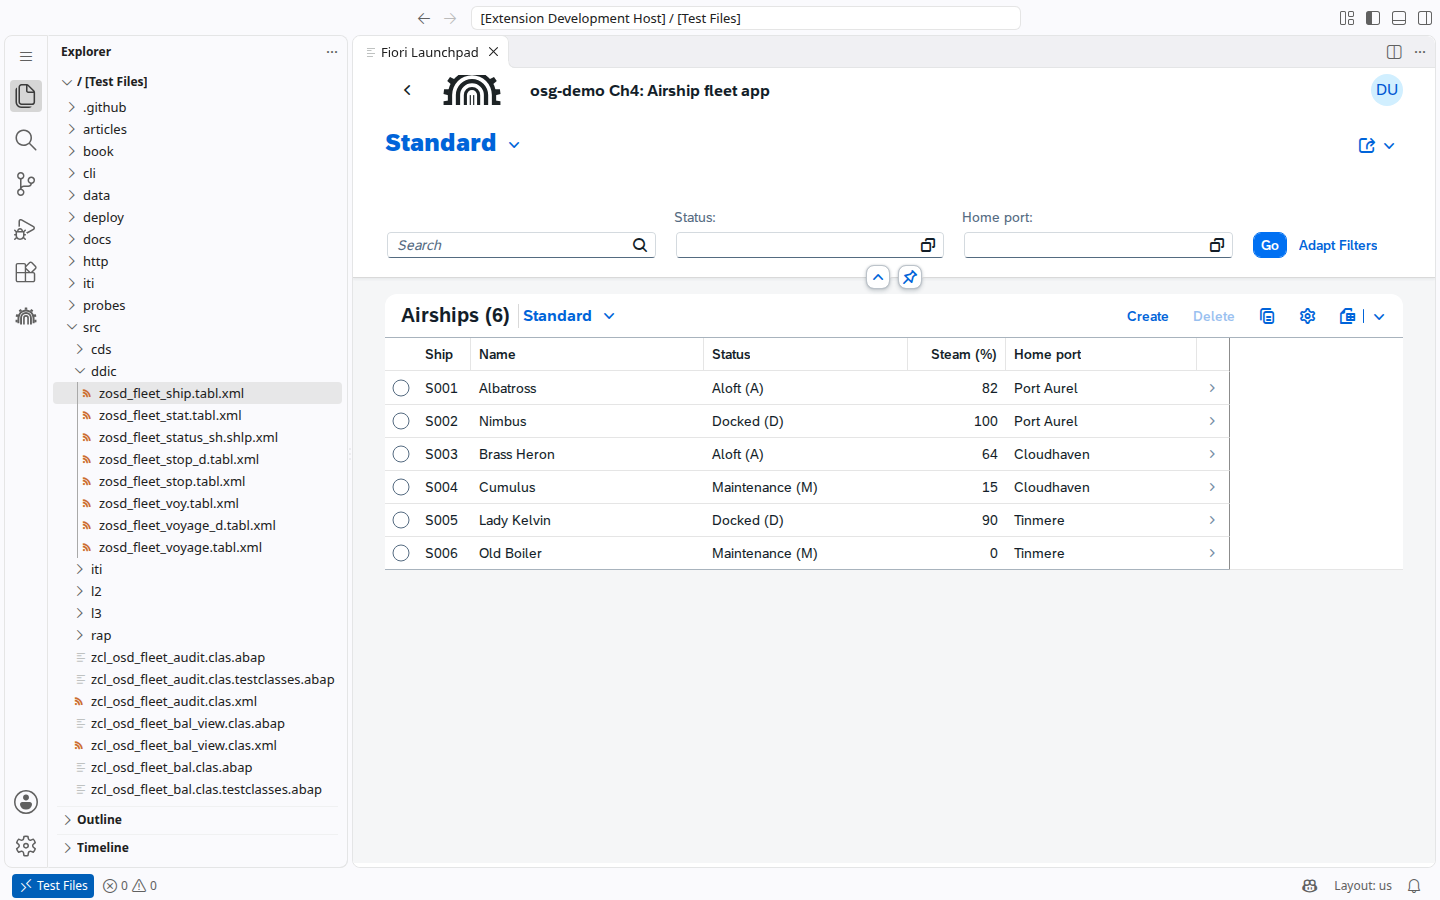 [Extension Development Host] / [Test Files]
Explorer
/ [Test Files]
.github
articles
book
cli
data
deploy
docs
http
iti
probes
src
cds
ddic
zosd_fleet_ship.tabl.xml
zosd_fleet_stat.tabl.xml
zosd_fleet_status_sh.shlp.xml
zosd_fleet_stop_d.tabl.xml
zosd_fleet_stop.tabl.xml
zosd_fleet_voy.tabl.xml
zosd_fleet_voyage_d.tabl.xml
zosd_fleet_voyage.tabl.xml
iti
l2
l3
rap
zcl_osd_fleet_audit.clas.abap
zcl_osd_fleet_audit.clas.testclasses.abap
zcl_osd_fleet_audit.clas.xml
zcl_osd_fleet_bal_view.clas.abap
zcl_osd_fleet_bal_view.clas.xml
zcl_osd_fleet_bal.clas.abap
zcl_osd_fleet_bal.clas.testclasses.abap
Outline
Timeline
Fiori Launchpad
osg-demo Ch4: Airship fleet app
DU
Standard
Status:
Home port:
Search
Go
Adapt Filters
Airships (6)
Standard
Create
Delete
Ship Name Status Steam (%) Home port
S001 Albatross Aloft (A) 82 Port Aurel
S002 Nimbus Docked (D) 100 Port Aurel
S003 Brass Heron Aloft (A) 64 Cloudhaven
S004 Cumulus Maintenance (M) 15 Cloudhaven
S005 Lady Kelvin Docked (D) 90 Tinmere
S006 Old Boiler Maintenance (M) 0 Tinmere
Test Files
0 0
Layout: us